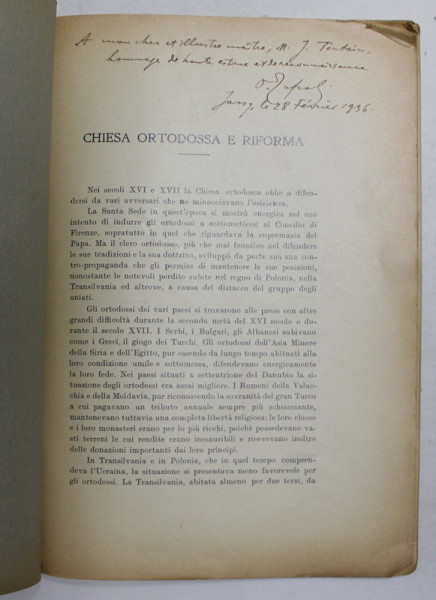 A mon cher et illustre maître, M. J. Toutain,
hommage de haute estime et de reconnaissance
O. Tafrali
Jassy, le 28 Février 1936.
CHIESA ORTODOSSA E RIFORMA
Nei secoli XVI e XVII la Chiesa ortodossa ebbe a difen-
dersi da vari avversari che ne minacciavano l'esistenza.
La Santa Sede in quest'epoca si mostrò energica nel suo
intento di indurre gli ortodossi a sottomettersi al Concilio di
Firenze, sopratutto in quel che riguardava la supremazia del
Papa. Ma il clero ortodosso, più che mai fanatico nel difendere
le sue tradizioni e la sua dottrina, sviluppò da parte sua una con-
tro-propaganda che gli permise di mantenere le sue posizioni,
nonostante le notevoli perdite subite nel regno di Polonia, nella
Transilvania ed altrove, a causa del distacco del gruppo degli
uniati.
Gli ortodossi dei vari paesi si trovarono alle prese con altre
grandi difficoltà durante la seconda metà del XVI secolo e du-
rante il secolo XVII. I Serbi, i Bulgari, gli Albanesi subivano
come i Greci, il giogo dei Turchi. Gli ortodossi dell'Asia Minore
della Siria e dell'Egitto, pur essendo da lungo tempo abituati alla
loro condizione umile e sottomessa, difendevano energicamente
la loro fede. Nei paesi situati a settentrione del Danubio la si-
tuazione degli ortodossi era assai migliore. I Rumeni della Valac-
chia e della Moldavia, pur riconoscendo la sovranità del gran Turco
a cui pagavano un tributo annuale sempre più schiacciante,
mantenevano tuttavia una completa libertà religiosa: le loro chiese
e i loro monasteri erano per lo più ricchi, poichè possedevano va-
sti terreni le cui rendite erano inesauribili e ricevevano inoltre
delle donazioni importanti dai loro principi.
In Transilvania e in Polonia, che in quel tempo compren-
deva l'Ucraina, la situazione si presentava meno favorevole per
gli ortodossi. La Transilvania, abitata almeno per due terzi, da